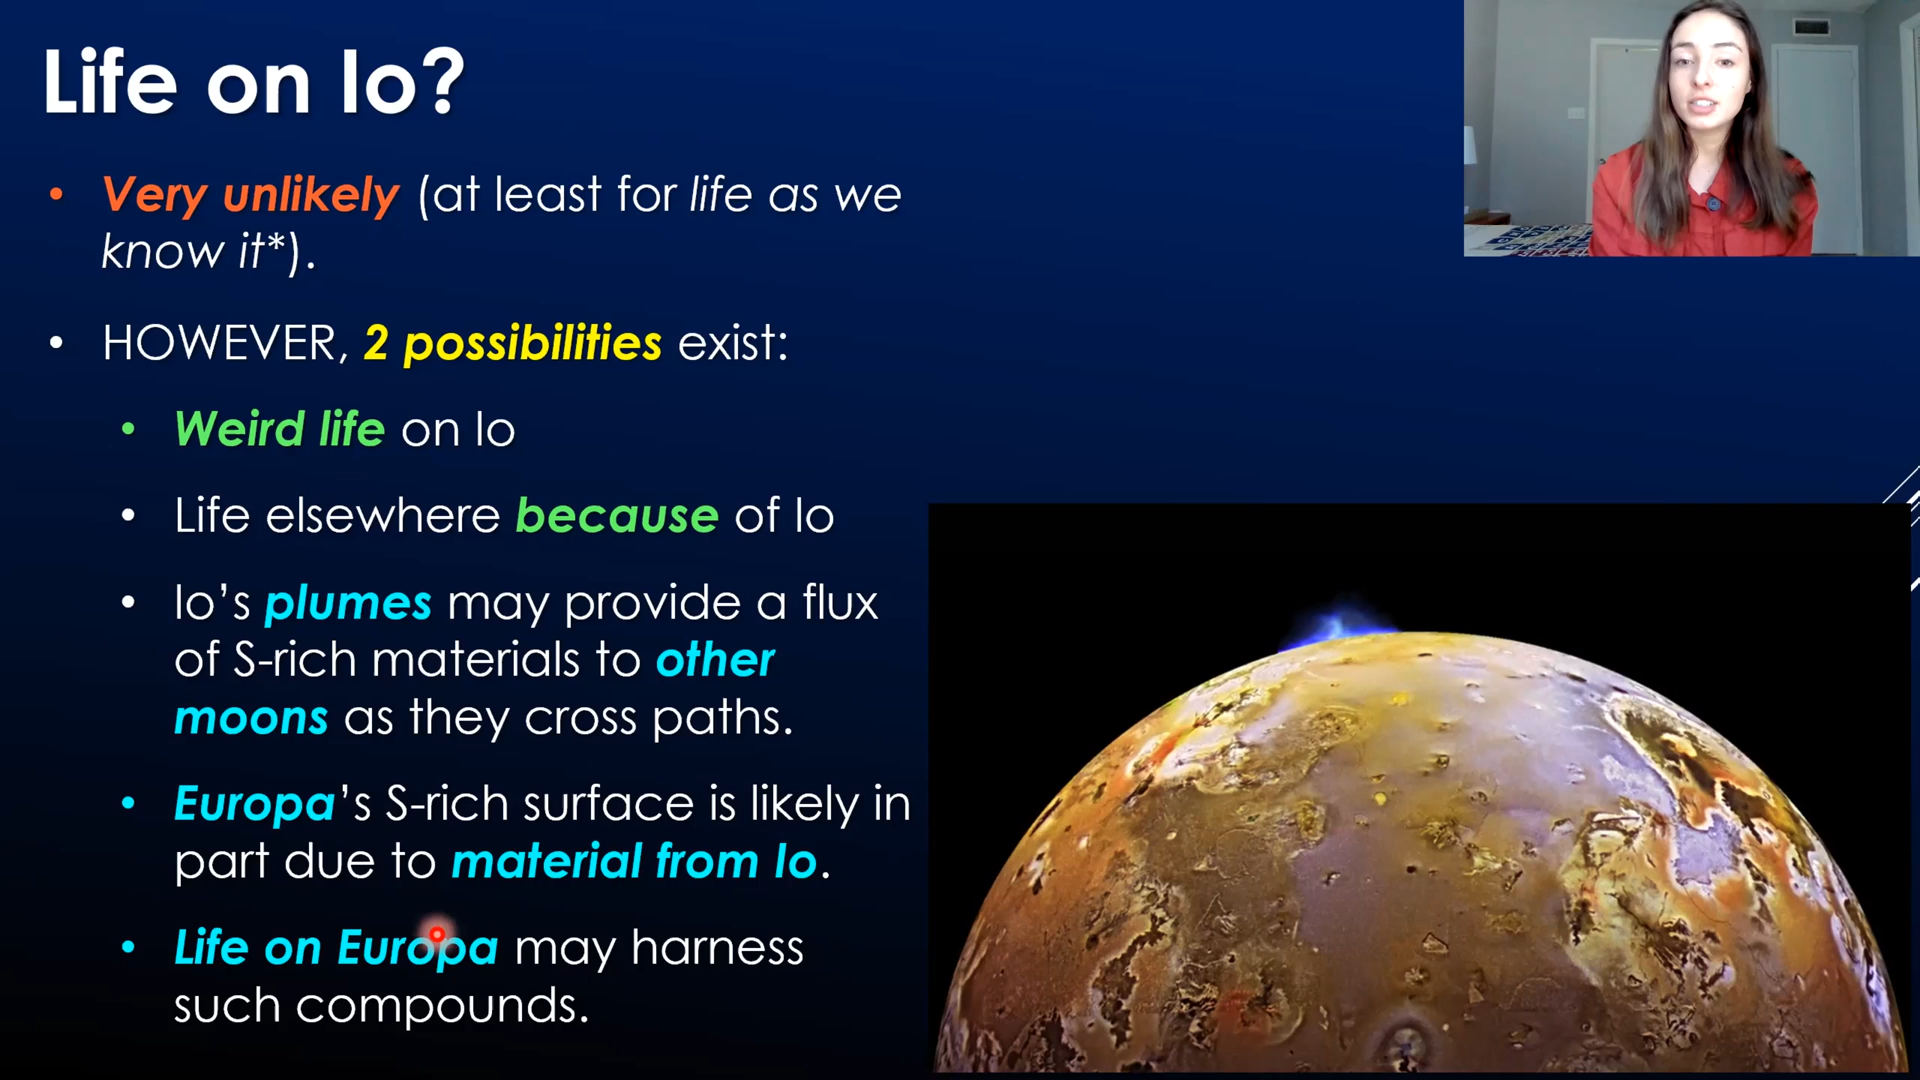 Life on Io?
• Very unlikely (at least for life as we
know it*).
• HOWEVER, 2 possibilities exist:
• Weird life on Io
• Life elsewhere because of Io
• Io’s plumes may provide a flux
of S-rich materials to other
moons as they cross paths.
• Europa’s S-rich surface is likely in
part due to material from Io.
• Life on Europa may harness
such compounds.